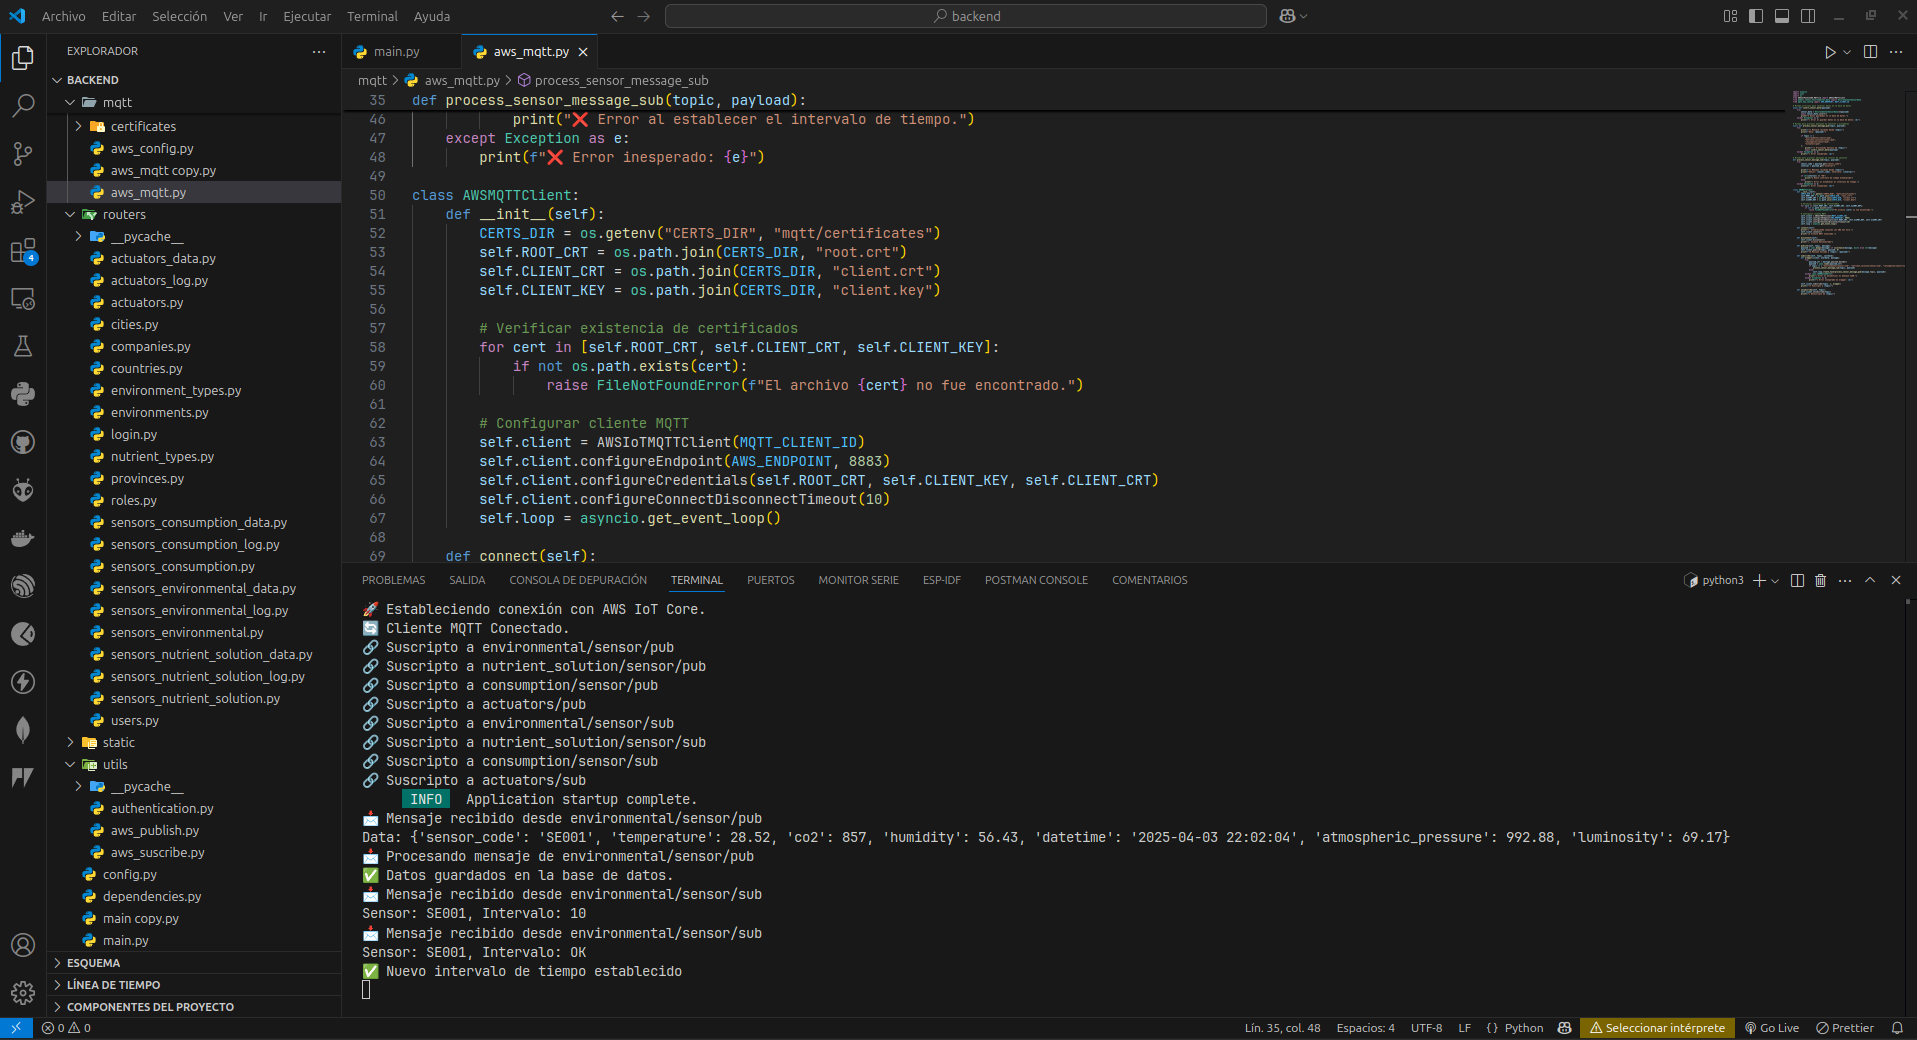 Archivo Editar Selección Ver Ir Ejecutar Terminal Ayuda
backend
EXPLORADOR
BACKEND
mqtt
certificates
aws_config.py
aws_mqtt copy.py
aws_mqtt.py
routers
__pycache__
actuators_data.py
actuators_log.py
actuators.py
cities.py
companies.py
countries.py
environment_types.py
environments.py
login.py
nutrient_types.py
provinces.py
roles.py
sensors_consumption_data.py
sensors_consumption_log.py
sensors_consumption.py
sensors_environmental_data.py
sensors_environmental_log.py
sensors_environmental.py
sensors_nutrient_solution_data.py
sensors_nutrient_solution_log.py
sensors_nutrient_solution.py
users.py
static
utils
__pycache__
authentication.py
aws_publish.py
aws_suscribe.py
config.py
dependencies.py
main copy.py
main.py
ESQUEMA
LÍNEA DE TIEMPO
COMPONENTES DEL PROYECTO
4
main.py aws_mqtt.py
mqtt > aws_mqtt.py > process_sensor_message_sub
35 def process_sensor_message_sub(topic, payload):
46 print("❌ Error al establecer el intervalo de tiempo.")
47 except Exception as e:
48 print(f"❌ Error inesperado: {e}")
49
50 class AWSMQTTClient:
51 def __init__(self):
52 CERTS_DIR = os.getenv("CERTS_DIR", "mqtt/certificates")
53 self.ROOT_CRT = os.path.join(CERTS_DIR, "root.crt")
54 self.CLIENT_CRT = os.path.join(CERTS_DIR, "client.crt")
55 self.CLIENT_KEY = os.path.join(CERTS_DIR, "client.key")
56
57 # Verificar existencia de certificados
58 for cert in [self.ROOT_CRT, self.CLIENT_CRT, self.CLIENT_KEY]:
59 if not os.path.exists(cert):
60 raise FileNotFoundError(f"El archivo {cert} no fue encontrado.")
61
62 # Configurar cliente MQTT
63 self.client = AWSIoTMQTTClient(MQTT_CLIENT_ID)
64 self.client.configureEndpoint(AWS_ENDPOINT, 8883)
65 self.client.configureCredentials(self.ROOT_CRT, self.CLIENT_KEY, self.CLIENT_CRT)
66 self.client.configureConnectDisconnectTimeout(10)
67 self.loop = asyncio.get_event_loop()
68
69 def connect(self):
PROBLEMAS SALIDA CONSOLA DE DEPURACIÓN TERMINAL PUERTOS MONITOR SERIE ESP-IDF POSTMAN CONSOLE COMENTARIOS
python3
🚀 Estableciendo conexión con AWS IoT Core.
🔄 Cliente MQTT Conectado.
🔗 Suscripto a environmental/sensor/pub
🔗 Suscripto a nutrient_solution/sensor/pub
🔗 Suscripto a consumption/sensor/pub
🔗 Suscripto a actuators/pub
🔗 Suscripto a environmental/sensor/sub
🔗 Suscripto a nutrient_solution/sensor/sub
🔗 Suscripto a consumption/sensor/sub
🔗 Suscripto a actuators/sub
INFO Application startup complete.
📩 Mensaje recibido desde environmental/sensor/pub
Data: {'sensor_code': 'SE001', 'temperature': 28.52, 'co2': 857, 'humidity': 56.43, 'datetime': '2025-04-03 22:02:04', 'atmospheric_pressure': 992.88, 'luminosity': 69.17}
📩 Procesando mensaje de environmental/sensor/pub
✅ Datos guardados en la base de datos.
📩 Mensaje recibido desde environmental/sensor/sub
Sensor: SE001, Intervalo: 10
📩 Mensaje recibido desde environmental/sensor/sub
Sensor: SE001, Intervalo: OK
✅ Nuevo intervalo de tiempo establecido
0 0 Lín. 35, col. 48 Espacios: 4 UTF-8 LF {} Python Seleccionar intérprete Go Live Prettier